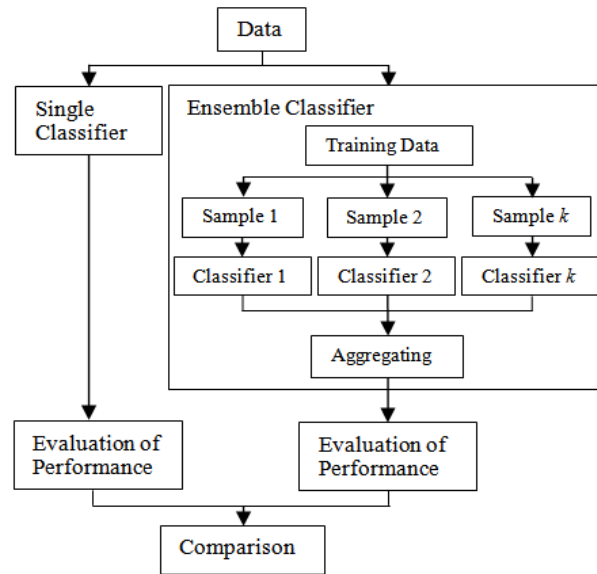 Data
Single
Classifier
Ensemble Classifier
Training Data
Sample 1
Sample 2
Sample k
Classifier 1
Classifier 2
Classifier k
Aggregating
Evaluation of
Performance
Evaluation of
Performance
Comparison